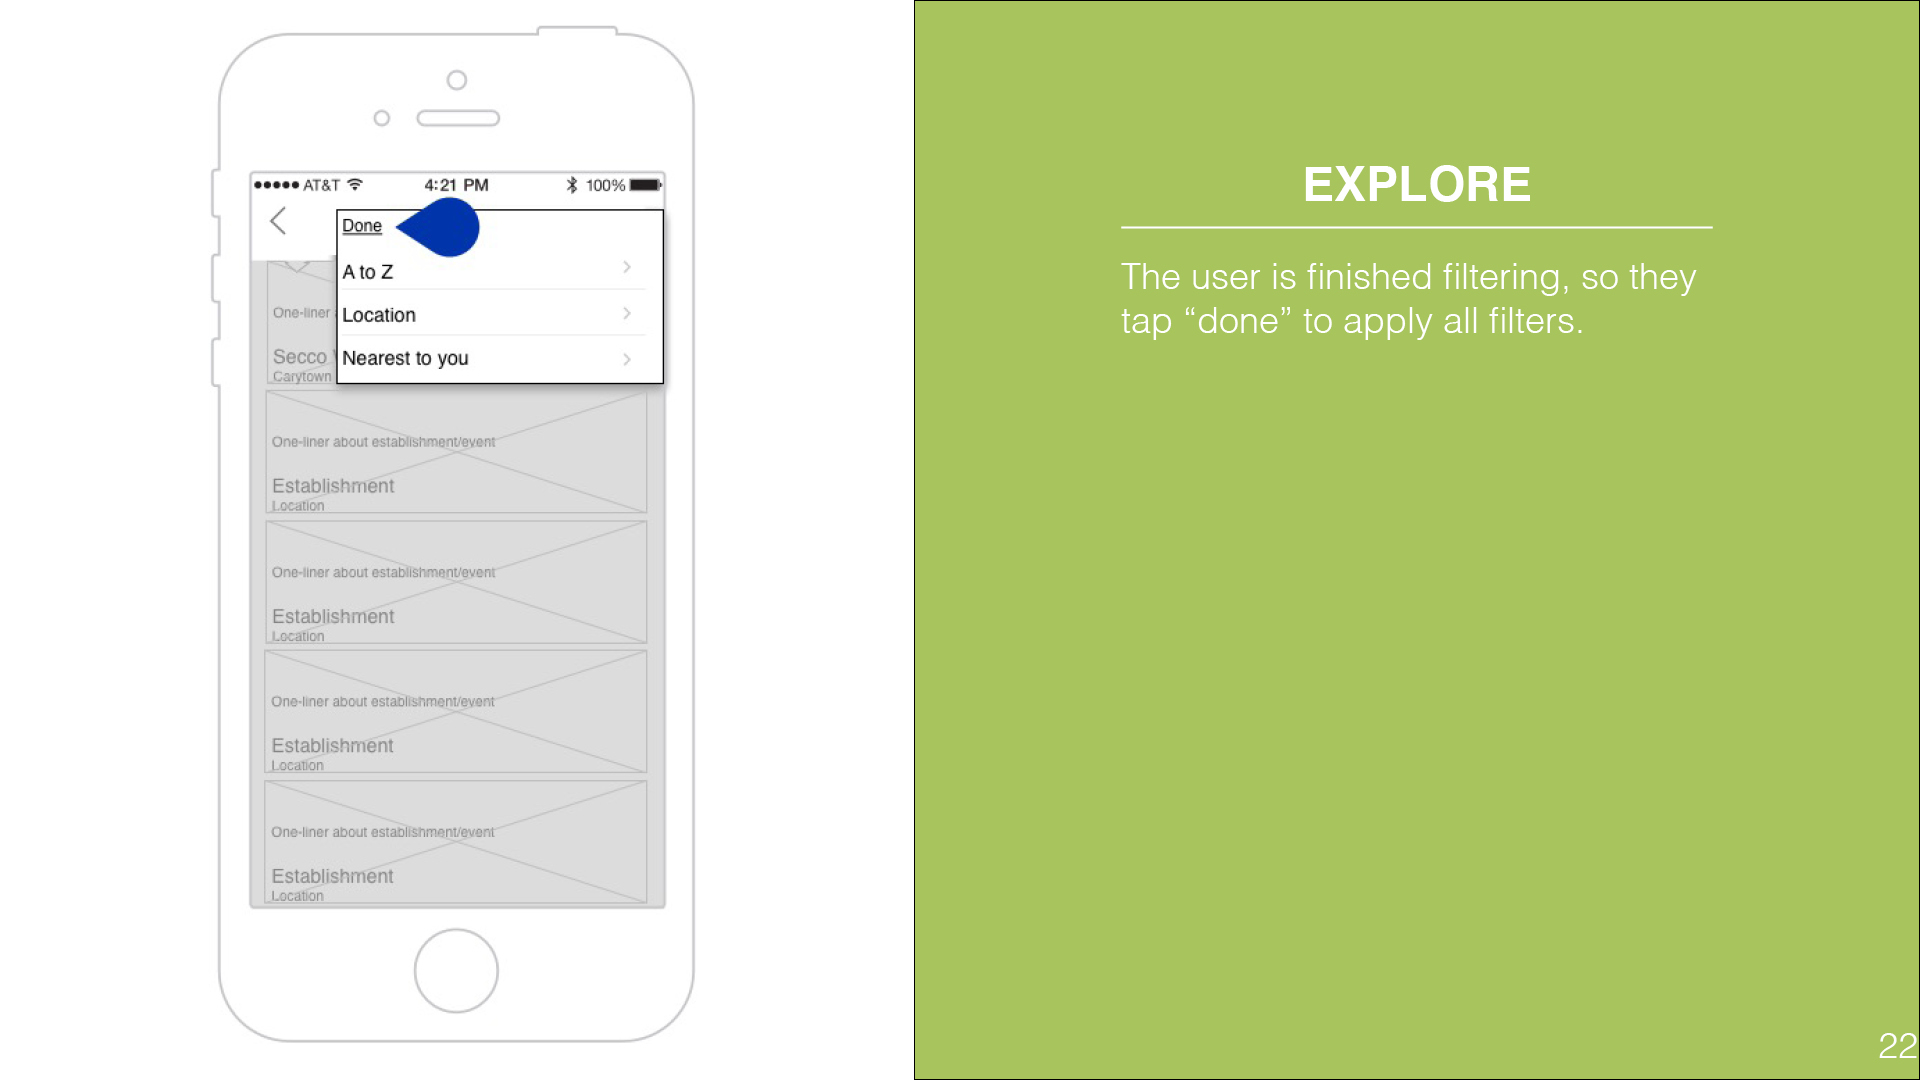 AT&T
4:21 PM
100%
Done
A to Z
Location
Nearest to you
One-liner
Secco
Carytown
One-liner about establishment/event
Establishment
Location
One-liner about establishment/event
Establishment
Location
One-liner about establishment/event
Establishment
Location
One-liner about establishment/event
Establishment
Location
EXPLORE
The user is finished filtering, so they
tap “done” to apply all filters.
22